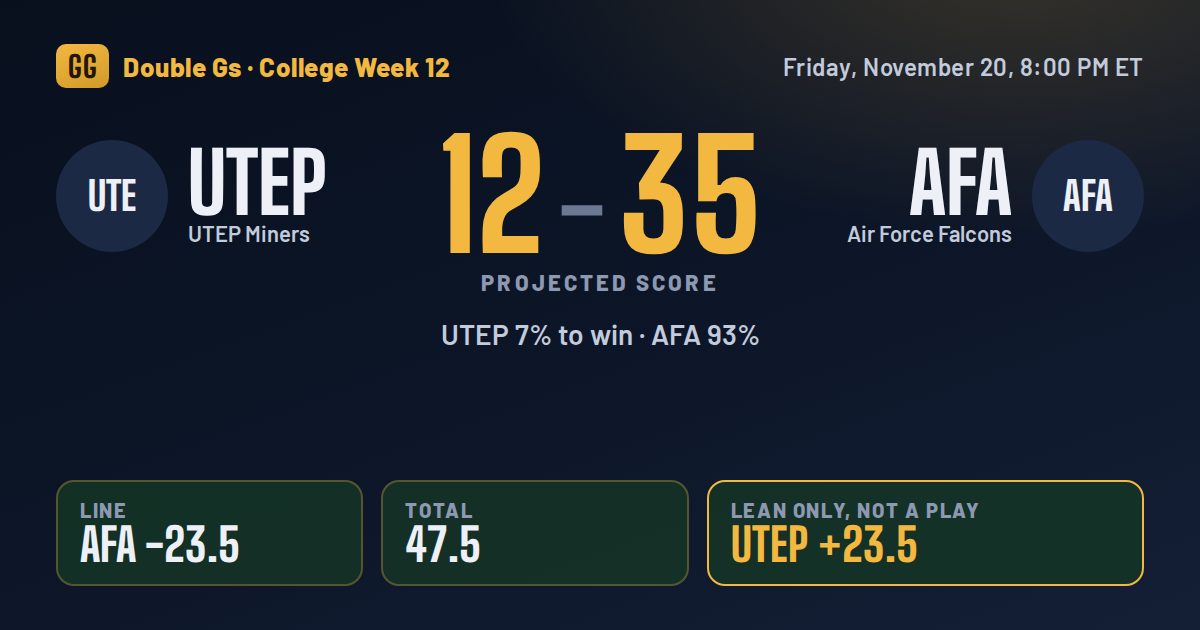 GG
Double Gs · College Week 12
Friday, November 20, 8:00 PM ET
UTE
UTEP
UTEP Miners
12 – 35
PROJECTED SCORE
UTEP 7% to win · AFA 93%
AFA
Air Force Falcons
AFA
LINE
AFA −23.5
TOTAL
47.5
LEAN ONLY, NOT A PLAY
UTEP +23.5